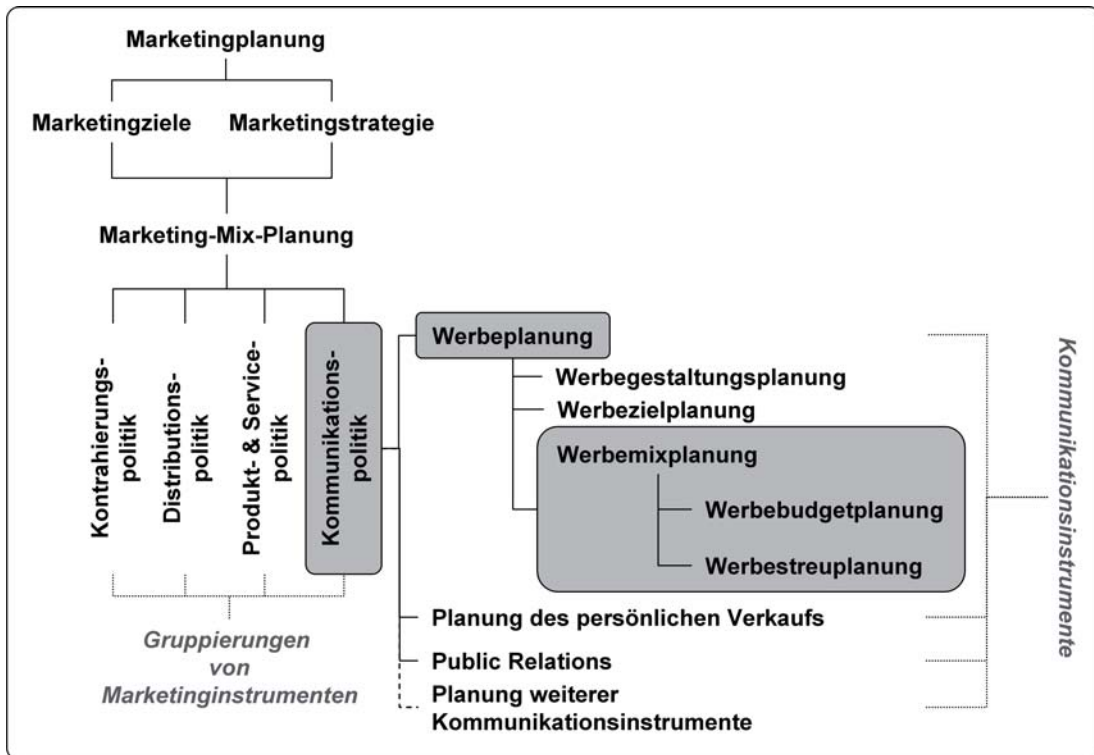 Marketingplanung
Marketingziele
Marketingstrategie
Marketing-Mix-Planung
Kontrahierungs-
politik
Distributions-
politik
Produkt- & Service-
politik
Kommunikations-
politik
Gruppierungen
von
Marketinginstrumenten
Werbeplanung
Werbegestaltungsplanung
Werbezielplanung
Werbemixplanung
Werbebudgetplanung
Werbestreuplanung
Planung des persönlichen Verkaufs
Public Relations
Planung weiterer
Kommunikationsinstrumente
Kommunikationsinstrumente